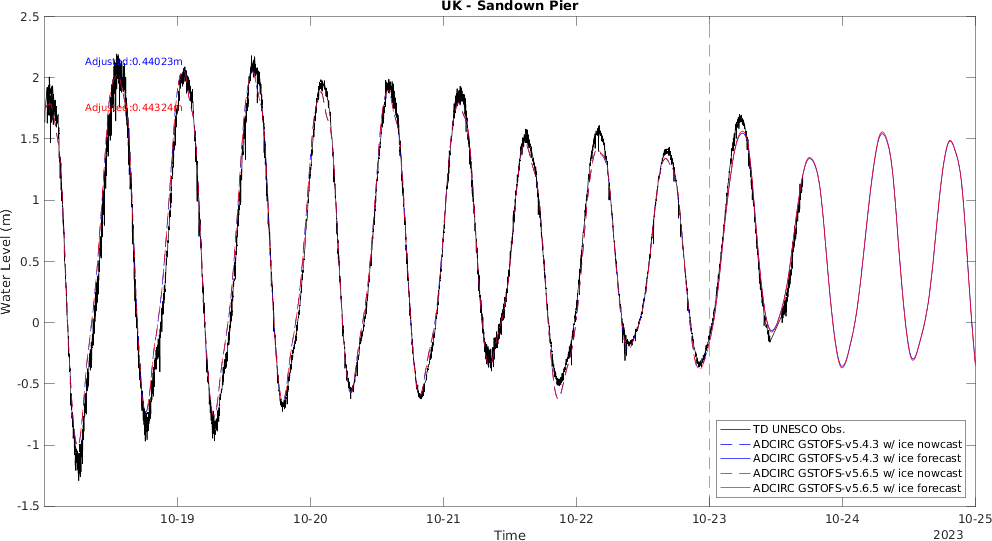 UK - Sandown Pier
2.5
2
1.5
1
0.5
0
-0.5
-1
-1.5
Water Level (m)
Adjusted:0.44023m
Adjusted:0.44324m
TD UNESCO Obs.
ADCIRC GSTOFS-v5.4.3 w/ ice nowcast
ADCIRC GSTOFS-v5.4.3 w/ ice forecast
ADCIRC GSTOFS-v5.6.5 w/ ice nowcast
ADCIRC GSTOFS-v5.6.5 w/ ice forecast
10-19 10-20 10-21 10-22 10-23 10-24 10-25
Time
2023